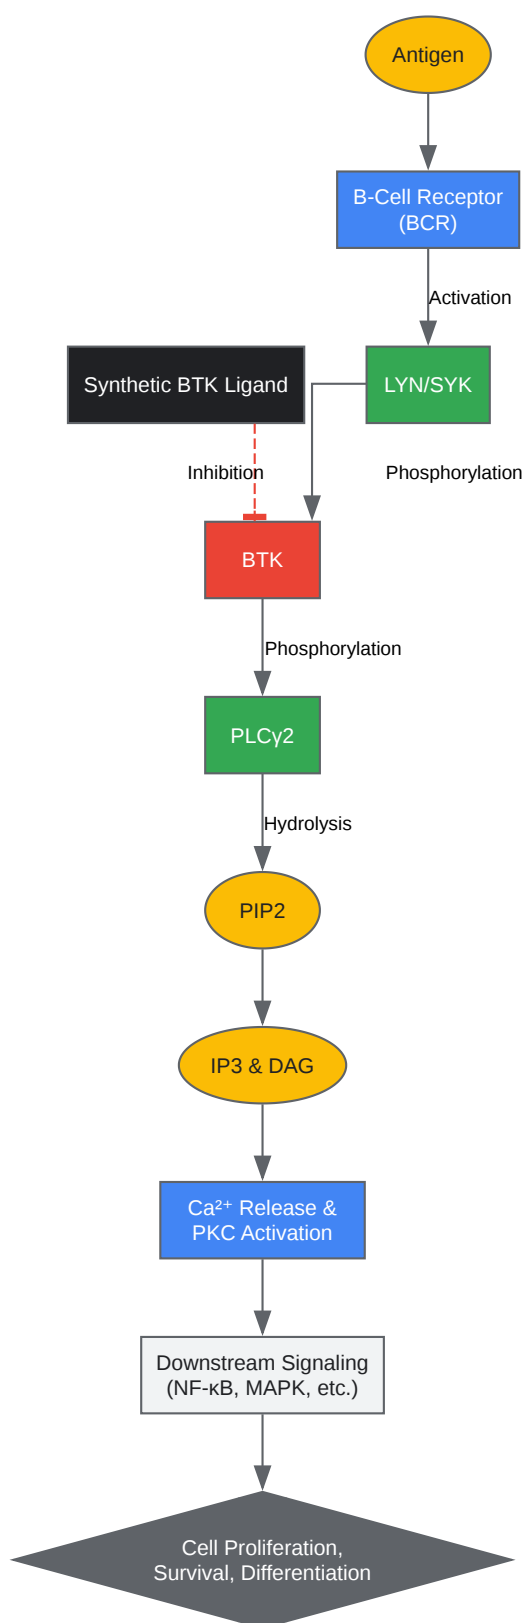 Antigen
B-Cell Receptor
(BCR)
Activation
Synthetic BTK Ligand
LYN/SYK
Inhibition
Phosphorylation
BTK
Phosphorylation
PLCγ2
Hydrolysis
PIP2
IP3 & DAG
Ca²⁺ Release &
PKC Activation
Downstream Signaling
(NF-κB, MAPK, etc.)
Cell Proliferation,
Survival, Differentiation